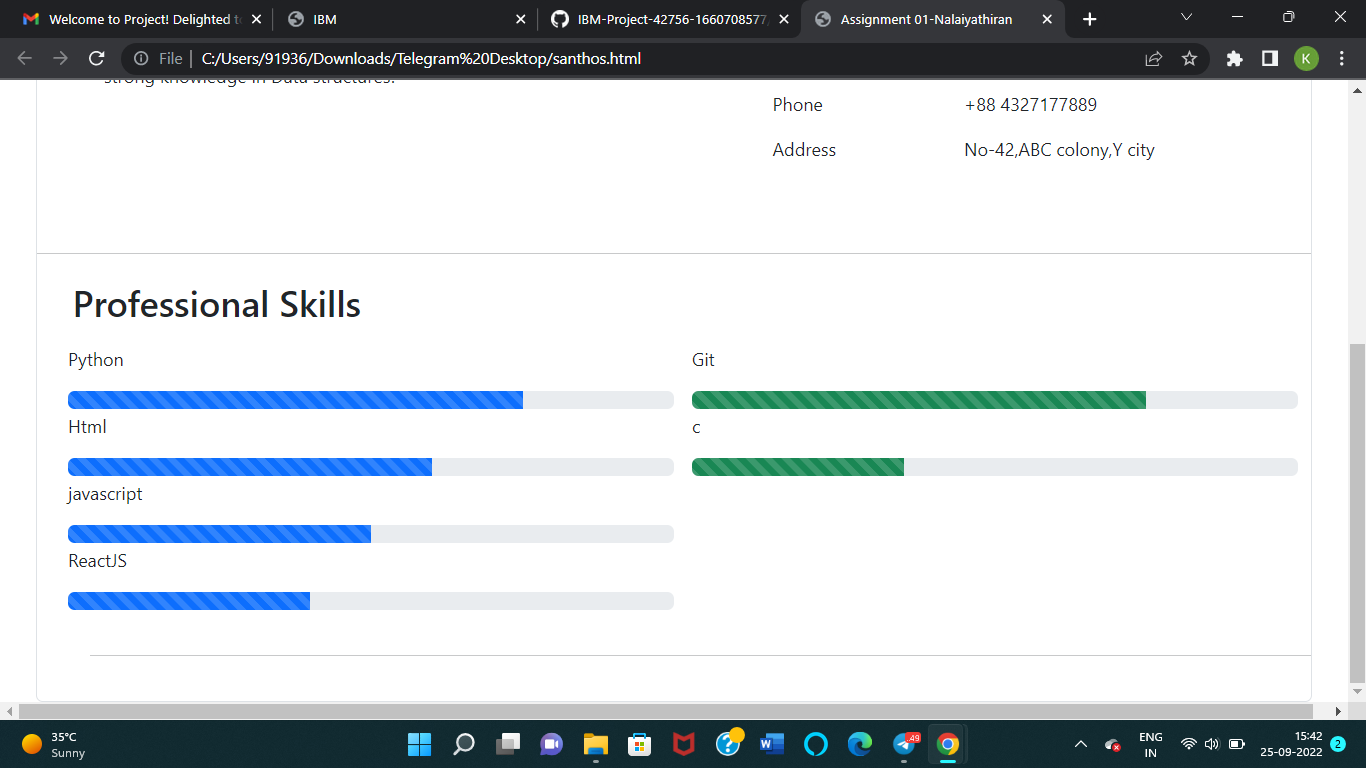 Welcome to Project! Delighted t
IBM
IBM-Project-42756-1660708577
Assignment 01-Nalaiyathiran
File
C:/Users/91936/Downloads/Telegram%20Desktop/santhos.html
K
strong knowledge in Data structures.
Phone +88 4327177889
Address No-42,ABC colony,Y city
Professional Skills
Python
Git
Html
c
javascript
ReactJS
35°C
Sunny
49
ENG
IN
15:42
25-09-2022
2